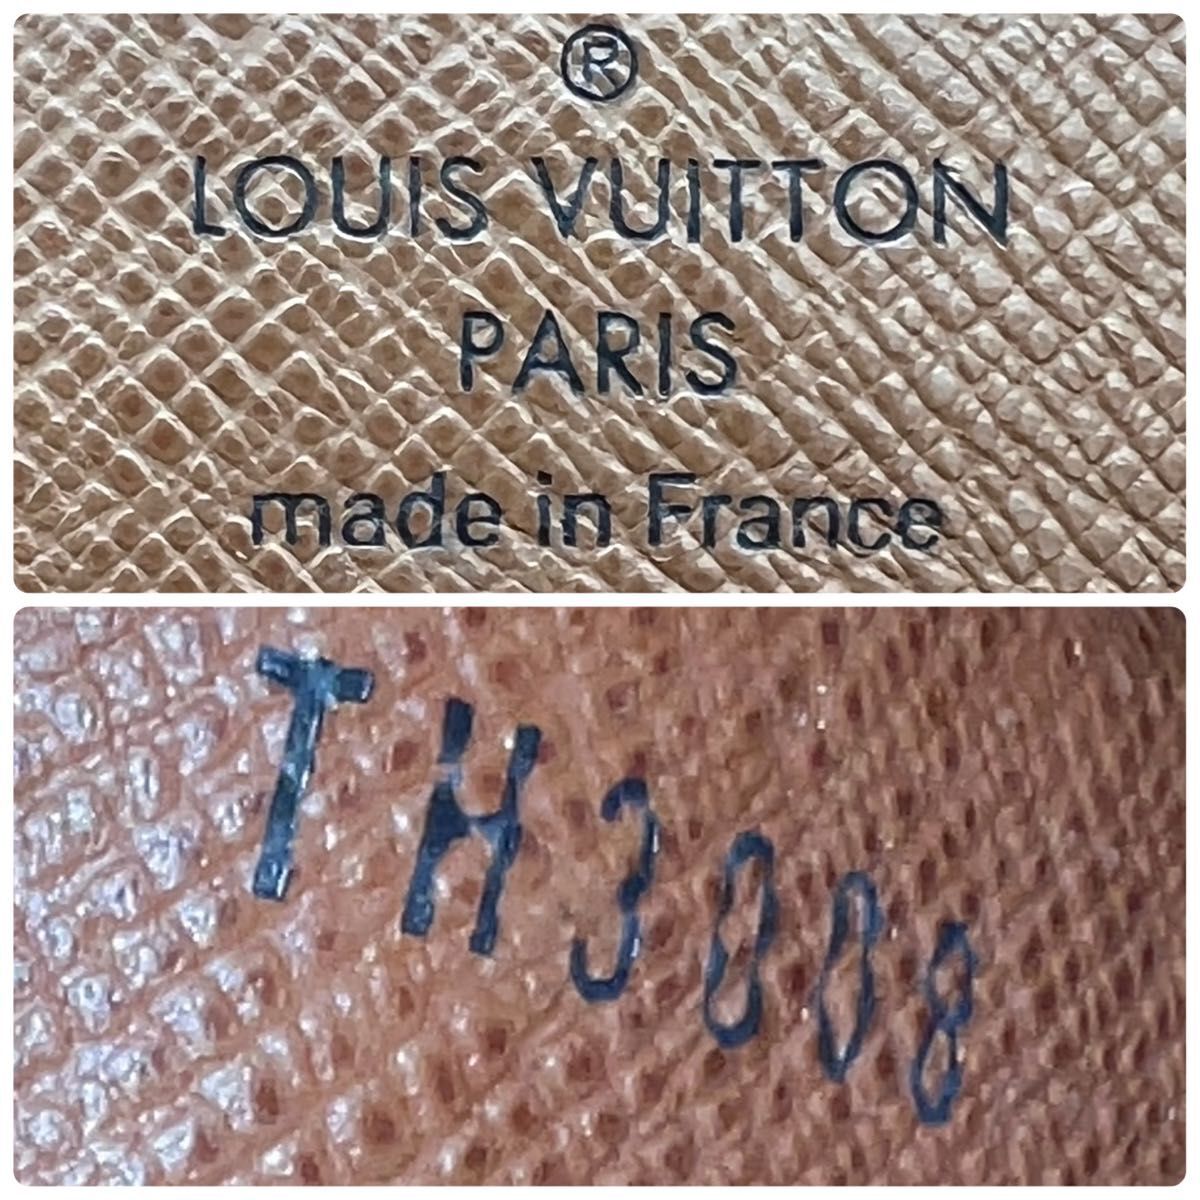 ®
LOUIS VUITTON
PARIS
made in France
TH3008